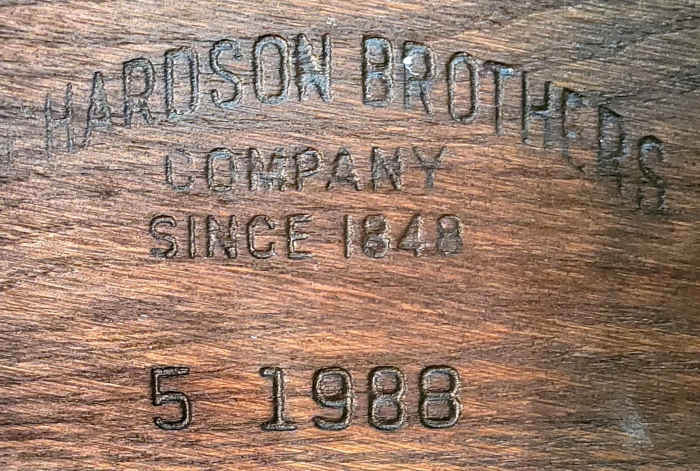 HARDSON BROTHERS
COMPANY
SINCE 1848
5 1988